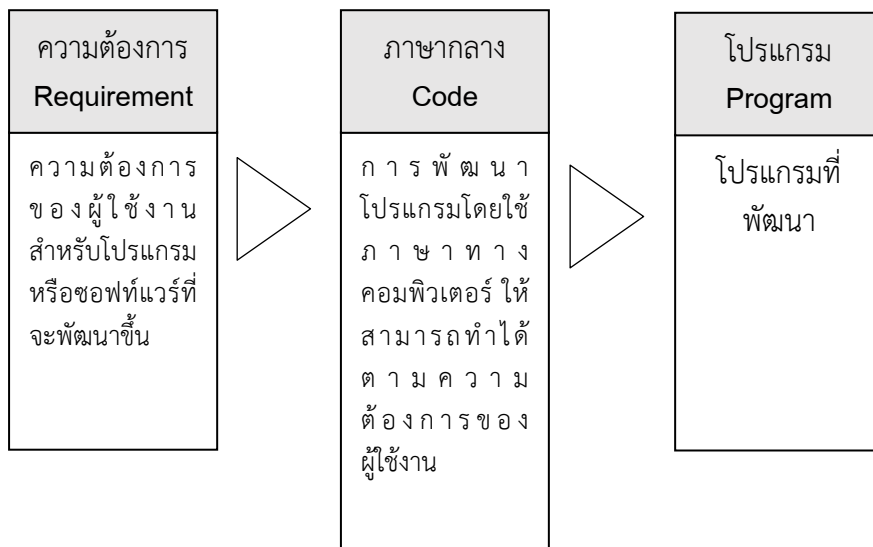 ความต้องการ
Requirement
ความต้องการ
ของผู้ใช้งาน
สำหรับโปรแกรม
หรือซอฟท์แวร์ที่
จะพัฒนาขึ้น
ภาษากลาง
Code
การพัฒนา
โปรแกรมโดยใช้
ภาษาทาง
คอมพิวเตอร์ ให้
สามารถทำได้
ตามความ
ต้องการของ
ผู้ใช้งาน
โปรแกรม
Program
โปรแกรมที่
พัฒนา